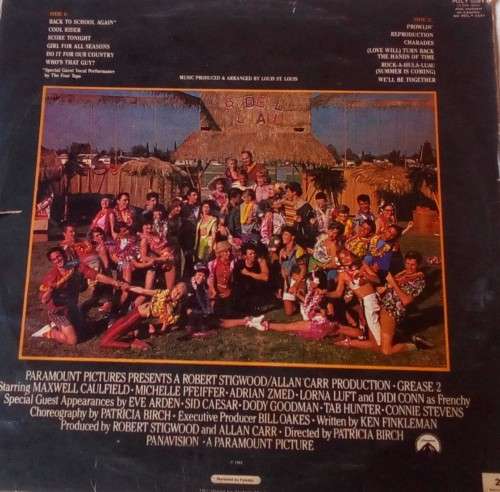 SIDE 1:
BACK TO SCHOOL AGAIN*
COOL RIDER
SCORE TONIGHT
GIRL FOR ALL SEASONS
DO IT FOR OUR COUNTRY
WHO'S THAT GUY?
*Special Guest Vocal Performance
by The Four Tops
MUSIC PRODUCED & ARRANGED BY LOUIS ST. LOUIS
SIDE 2:
PROWLIN'
REPRODUCTION
CHARADES
(LOVE WILL) TURN BACK
THE HANDS OF TIME
ROCK-A-HULA-LUAU
(SUMMER IS COMING)
WE'LL BE TOGETHER
PARAMOUNT PICTURES PRESENTS A ROBERT STIGWOOD/ALLAN CARR PRODUCTION · GREASE 2
Starring MAXWELL CAULFIELD · MICHELLE PFEIFFER · ADRIAN ZMED · LORNA LUFT and DIDI CONN as Frenchy
Special Guest Appearances by EVE ARDEN · SID CAESAR · DODY GOODMAN · TAB HUNTER · CONNIE STEVENS
Choreography by PATRICIA BIRCH · Executive Producer BILL OAKES · Written by KEN FINKLEMAN
Produced by ROBERT STIGWOOD and ALLAN CARR · Directed by PATRICIA BIRCH
PANAVISION · A PARAMOUNT PICTURE
Paramount